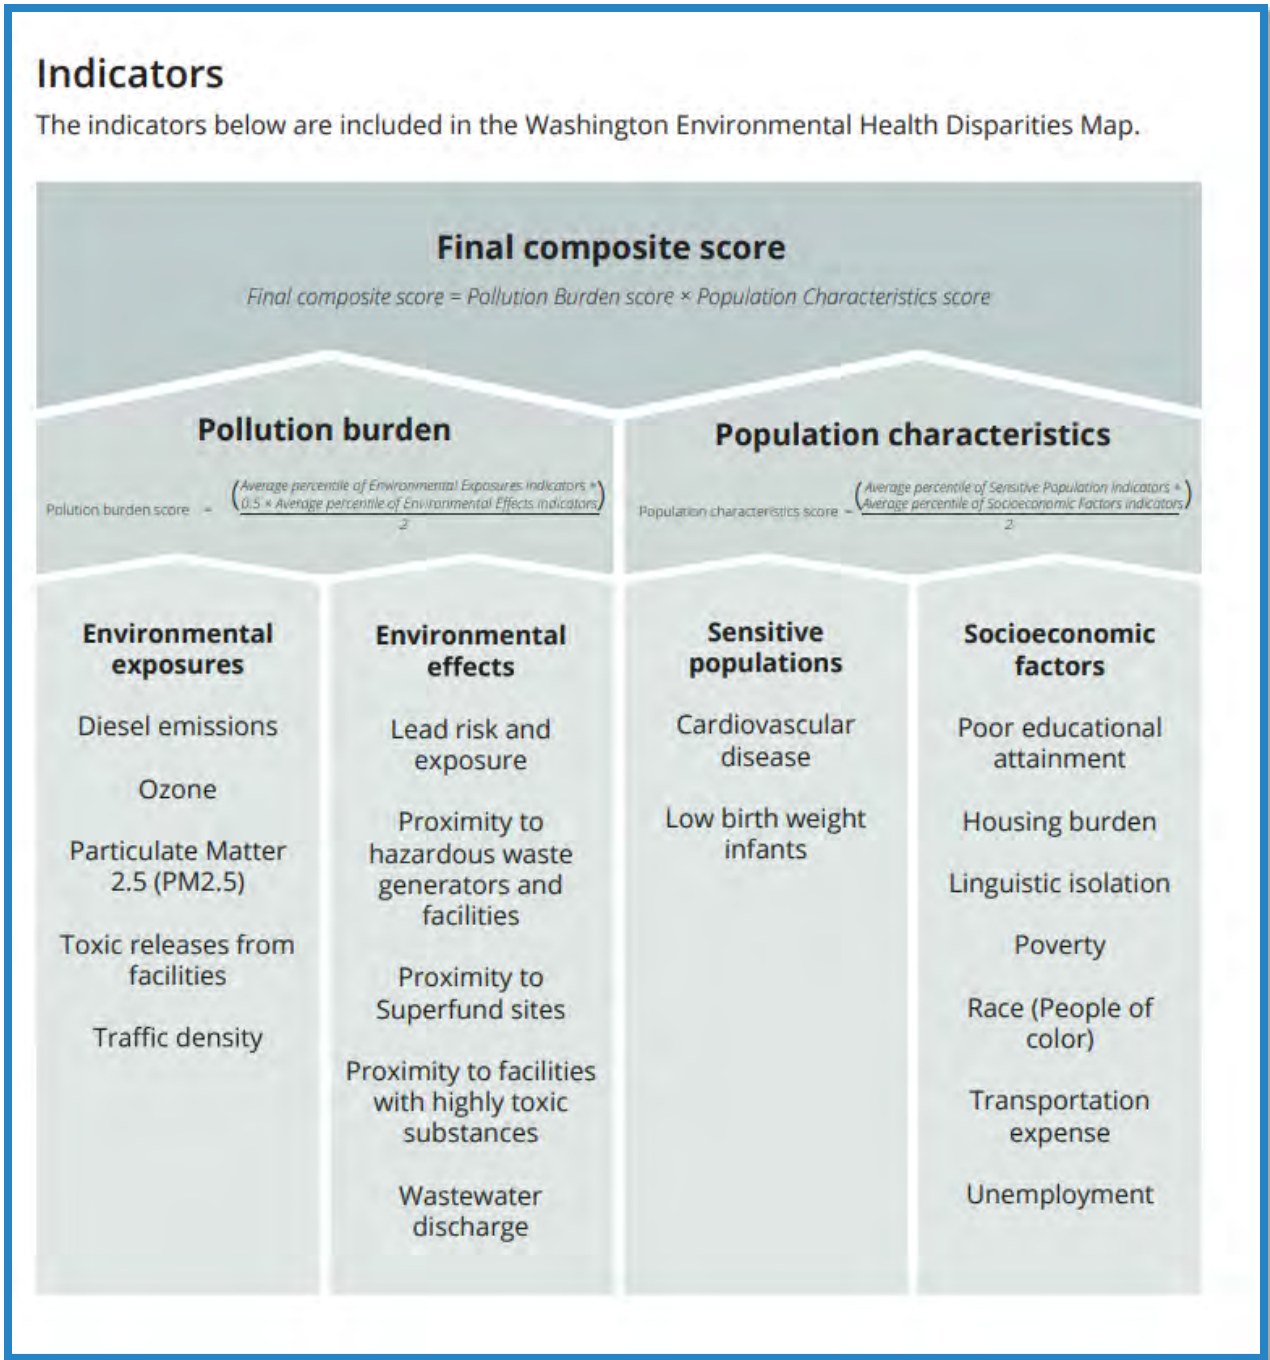 Indicators
The indicators below are included in the Washington Environmental Health Disparities Map.
Final composite score
Final composite score = Pollution Burden score × Population Characteristics score
Pollution burden
Polution burden score =
(Average percentile of Environmental Exposures indicators +
0.5 × Average percentile of Environmental Effects indicators)
2
Population characteristics
Population characteristics score =
(Average percentile of Sensitive Population indicators +
Average percentile of Socioeconomic Factors indicators)
2
Environmental
exposures
Diesel emissions
Ozone
Particulate Matter
2.5 (PM2.5)
Toxic releases from
facilities
Traffic density
Environmental
effects
Lead risk and
exposure
Proximity to
hazardous waste
generators and
facilities
Proximity to
Superfund sites
Proximity to facilities
with highly toxic
substances
Wastewater
discharge
Sensitive
populations
Cardiovascular
disease
Low birth weight
infants
Socioeconomic
factors
Poor educational
attainment
Housing burden
Linguistic isolation
Poverty
Race (People of
color)
Transportation
expense
Unemployment